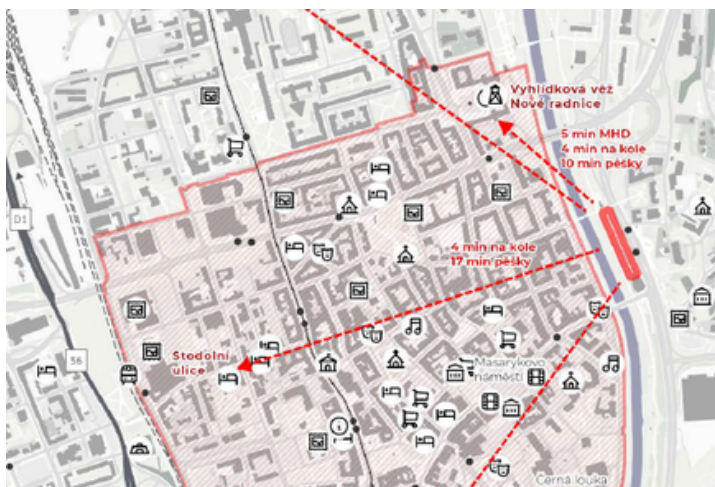 Vyhlídková věž
Nové radnice
5 min MHD
4 min na kole
10 min pěšky
D1
4 min na kole
17 min pěšky
Stodolní
ulice
56
Masarykovo
náměstí
Černá louka